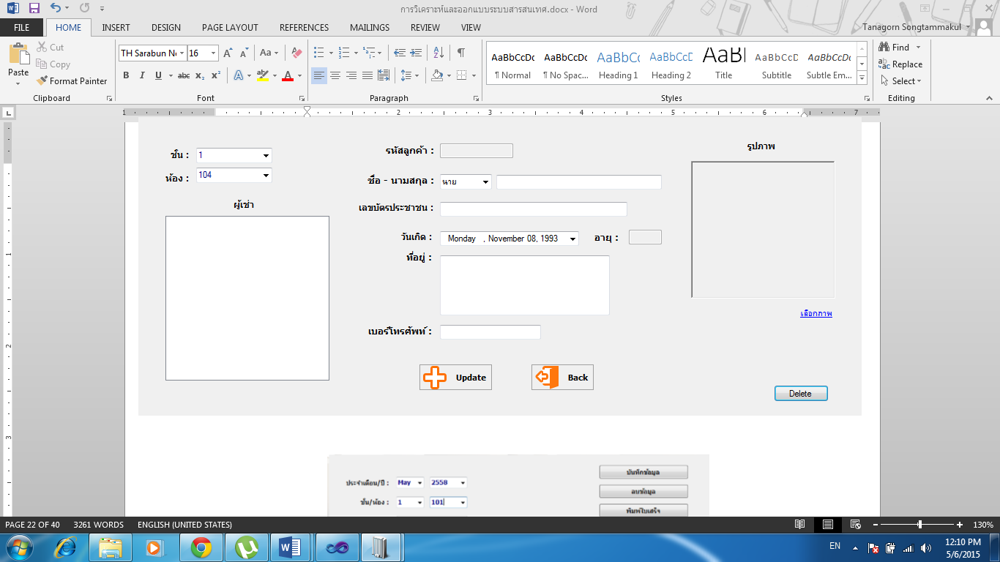 การวิเคราะห์และออกแบบระบบสารสนเทศ.docx - Word
FILE HOME INSERT DESIGN PAGE LAYOUT REFERENCES MAILINGS REVIEW VIEW
Tanagorn Songtammakul
Paste
Cut
Copy
Format Painter
Clipboard
TH Sarabun N 16
Font
Paragraph
AaBbCcDc AaBbCcDc AaBbCc AaBbCcD AaB AaBbCcD AaBbCcDc
¶ Normal ¶ No Spac... Heading 1 Heading 2 Title Subtitle Subtle Em...
Styles
Find
Replace
Select
Editing
1 2 3 4 5 6 7
ชั้น : 1
ห้อง : 104
ผู้เช่า
รหัสลูกค้า :
ชื่อ - นามสกุล : นาย
เลขบัตรประชาชน :
วันเกิด : Monday , November 08, 1993
อายุ :
ที่อยู่ :
เบอร์โทรศัพท์ :
รูปภาพ
เลือกภาพ
Update
Back
Delete
1
2
3
ประจำเดือน/ปี : May 2558
ชั้น/ห้อง : 1 101
บันทึกข้อมูล
ลบข้อมูล
พิมพ์ใบเสร็จ
PAGE 22 OF 40 3261 WORDS ENGLISH (UNITED STATES)
130%
EN
12:10 PM
5/6/2015